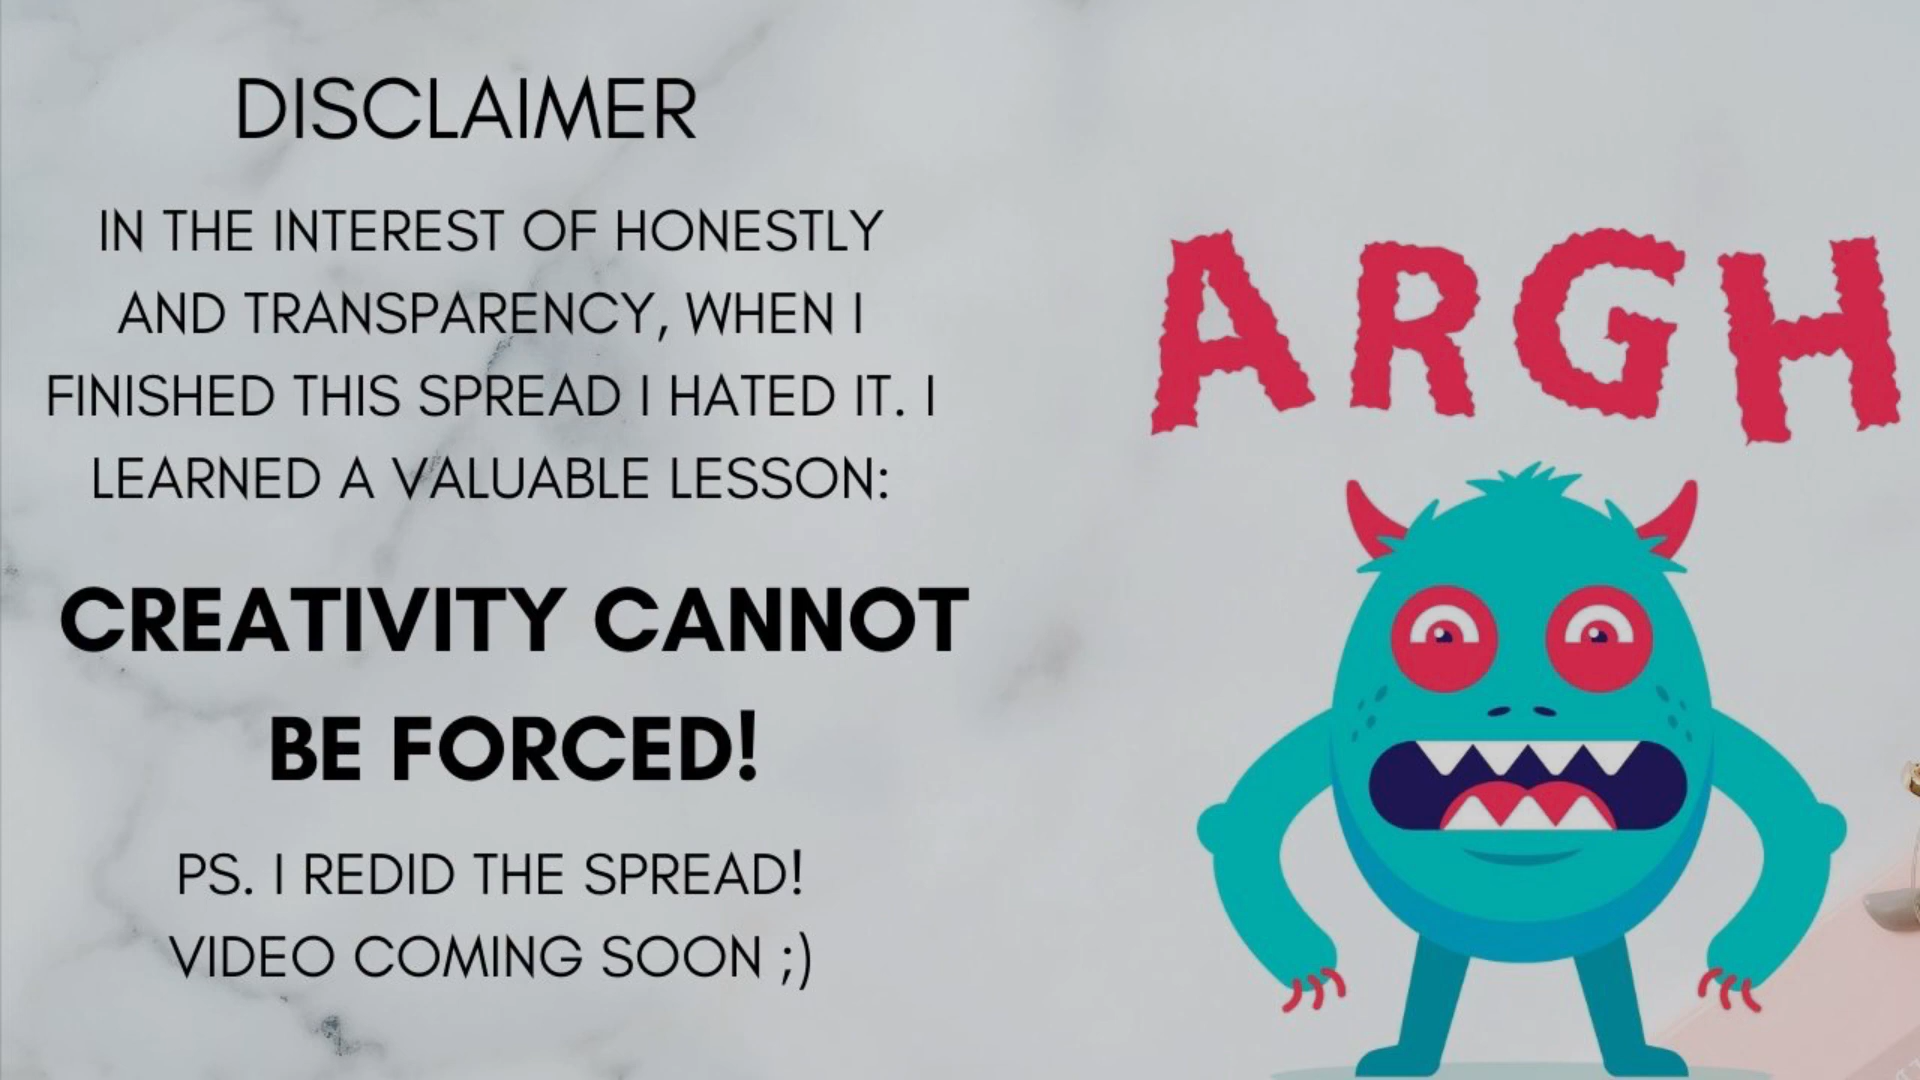 DISCLAIMER
IN THE INTEREST OF HONESTLY
AND TRANSPARENCY, WHEN I
FINISHED THIS SPREAD I HATED IT. I
LEARNED A VALUABLE LESSON:
CREATIVITY CANNOT
BE FORCED!
PS. I REDID THE SPREAD!
VIDEO COMING SOON ;)
ARGH